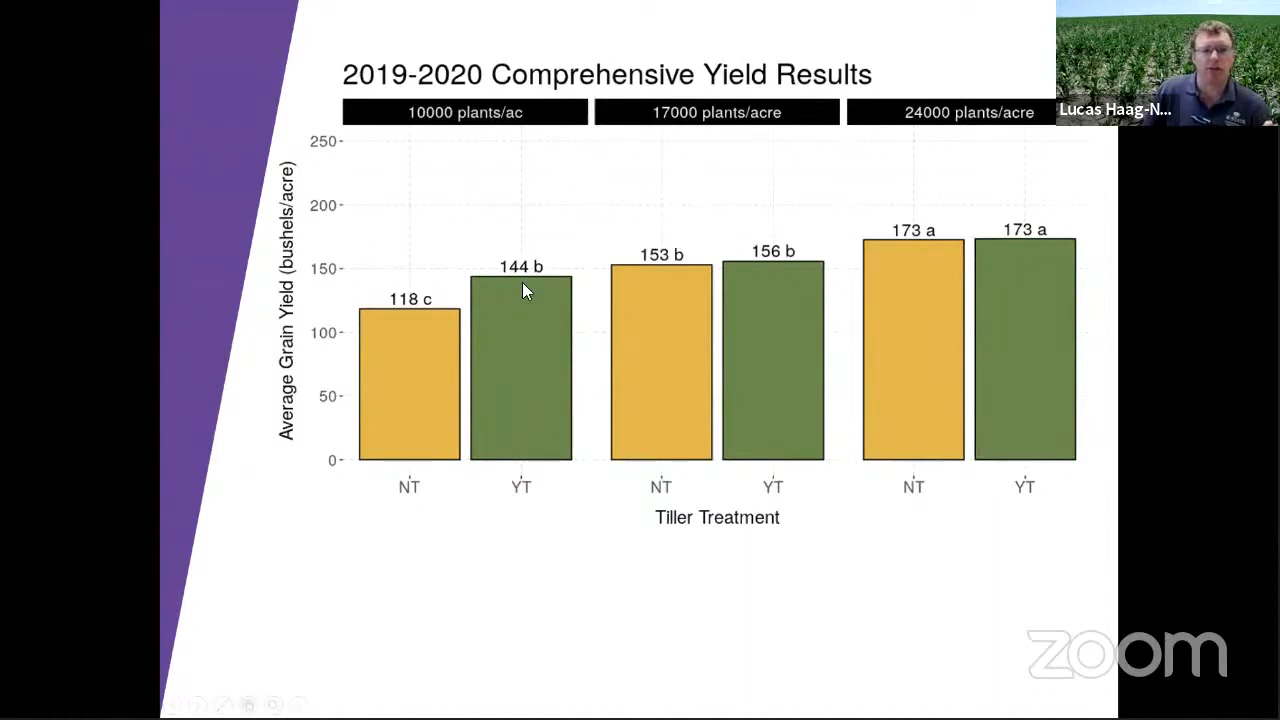 2019-2020 Comprehensive Yield Results
10000 plants/ac
17000 plants/acre
24000 plants/acre
Lucas Haag-N...
Average Grain Yield (bushels/acre)
250
200
150
100
50
0
118 c
144 b
153 b
156 b
173 a
173 a
NT
YT
NT
YT
NT
YT
Tiller Treatment
zoom